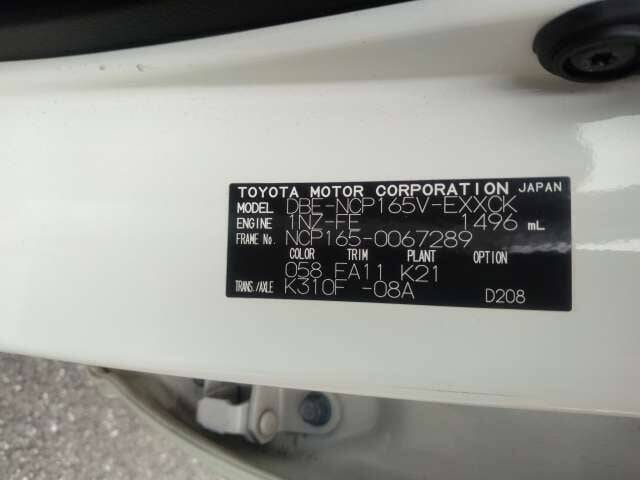 TOYOTA MOTOR CORPORATION JAPAN
MODEL DBE-NCP165V-EXXCK
ENGINE 1NZ-FE 1496 mL
FRAME No. NCP165-0067289
COLOR TRIM PLANT OPTION
058 FA11 K21
TRANS./AXLE K310F -08A D208